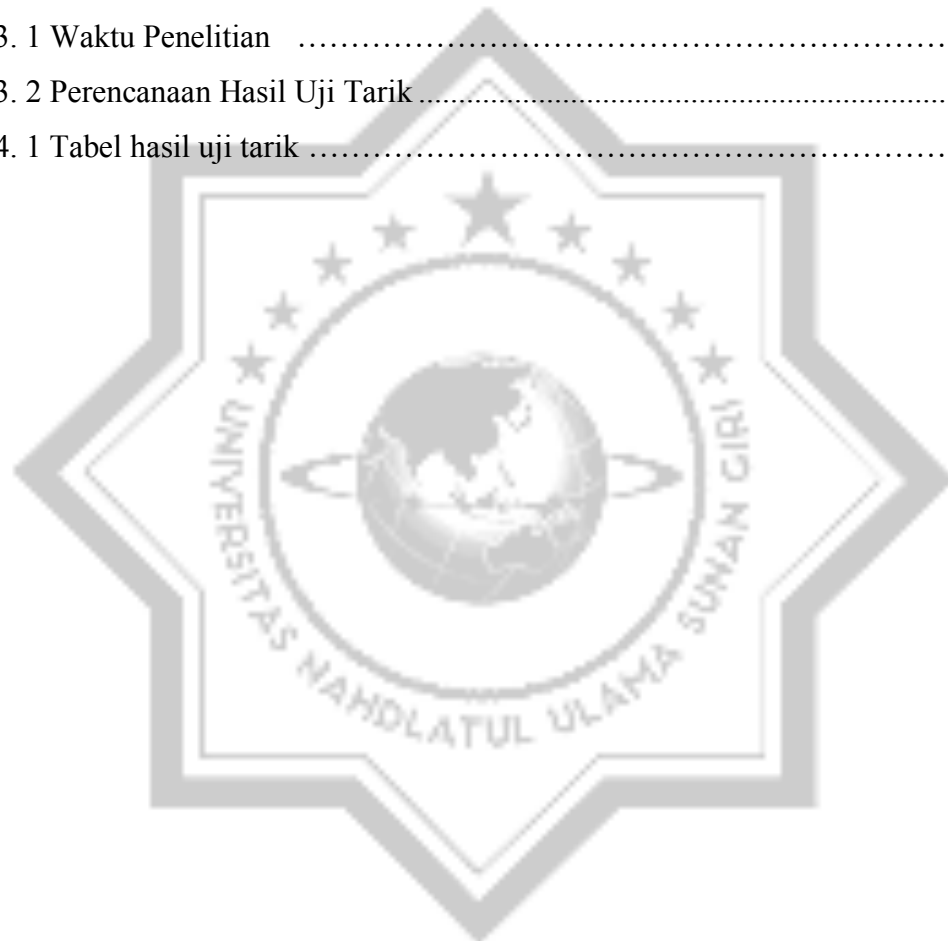 3. 1 Waktu Penelitian ……………………………………………………
3. 2 Perencanaan Hasil Uji Tarik ......................................................................
4. 1 Tabel hasil uji tarik ……………………………………………………
UNIVERSITAS NAHDLATUL ULAMA SUNAN GIRI